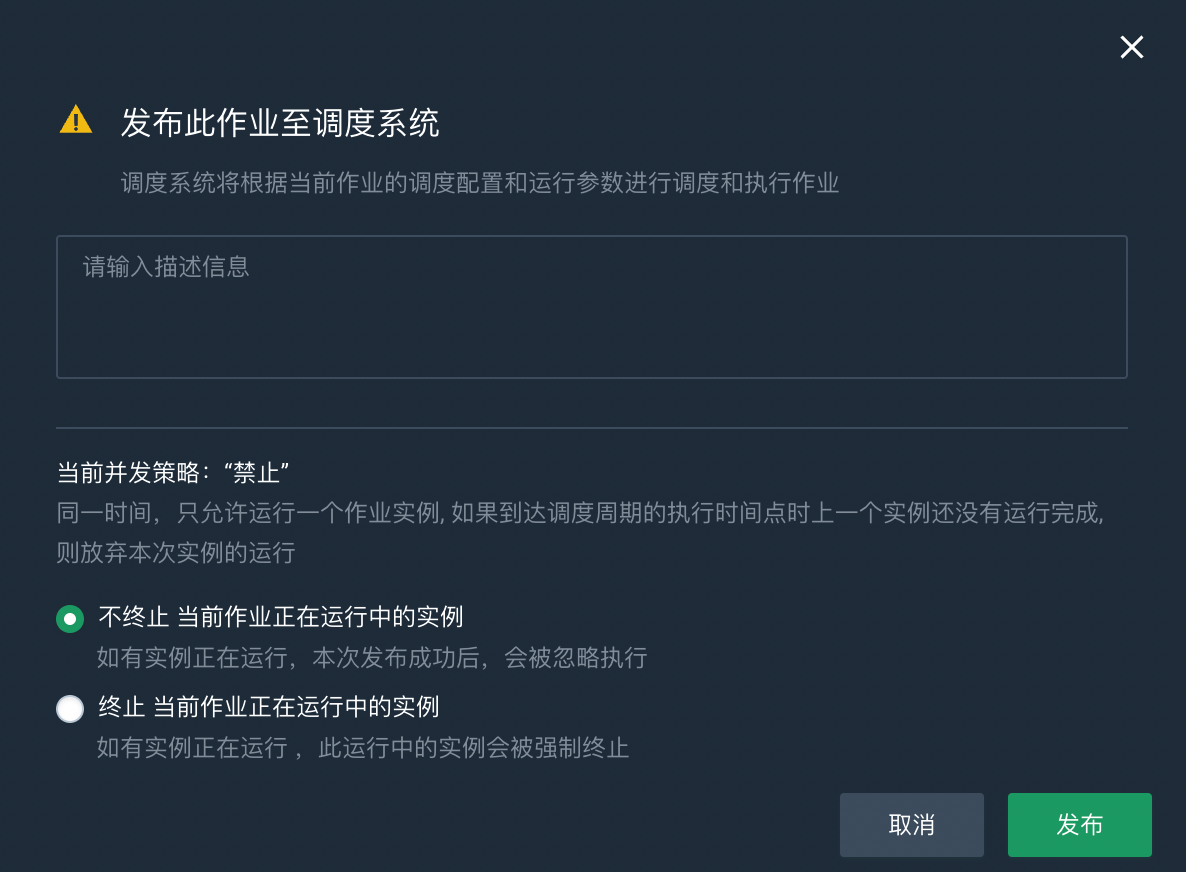 发布此作业至调度系统
调度系统将根据当前作业的调度配置和运行参数进行调度和执行作业
请输入描述信息
当前并发策略：“禁止”
同一时间，只允许运行一个作业实例, 如果到达调度周期的执行时间点时上一个实例还没有运行完成,
则放弃本次实例的运行
不终止 当前作业正在运行中的实例
如有实例正在运行，本次发布成功后，会被忽略执行
终止 当前作业正在运行中的实例
如有实例正在运行 ，此运行中的实例会被强制终止
取消
发布